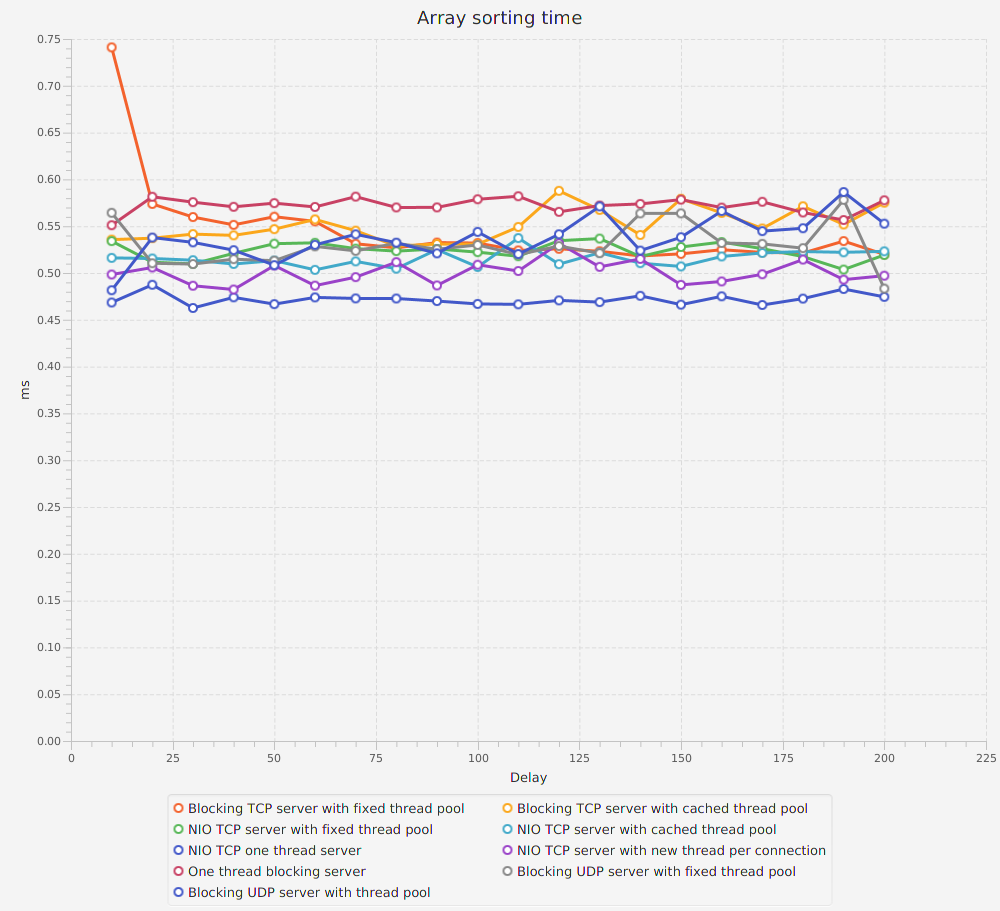 Array sorting time
0.75
0.70
0.65
0.60
0.55
0.50
0.45
0.40
0.35
0.30
0.25
0.20
0.15
0.10
0.05
0.00
ms
0 25 50 75 100 125 150 175 200 225
Delay
Blocking TCP server with fixed thread pool Blocking TCP server with cached thread pool
NIO TCP server with fixed thread pool NIO TCP server with cached thread pool
NIO TCP one thread server NIO TCP server with new thread per connection
One thread blocking server Blocking UDP server with fixed thread pool
Blocking UDP server with thread pool